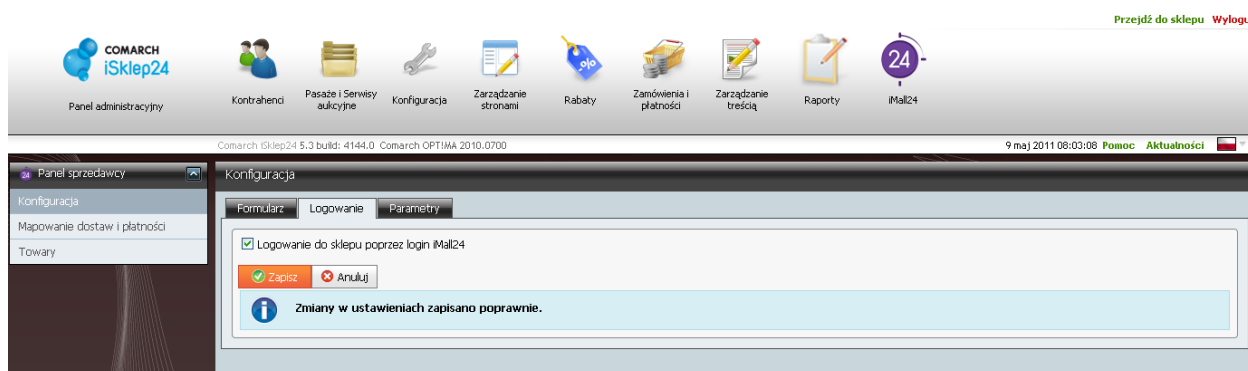 Przejdź do sklepu Wylogu
COMARCH
iSklep24
Panel administracyjny
Kontrahenci
Pasaże i Serwisy
aukcyjne
Konfiguracja
Zarządzanie
stronami
Rabaty
Zamówienia i
płatności
Zarządzanie
treścią
Raporty
24
iMall24
Comarch iSklep24 5.3 build: 4144.0 Comarch OPT!MA 2010.0700
9 maj 2011 08:03:08 Pomoc Aktualności
24 Panel sprzedawcy
Konfiguracja
Mapowanie dostaw i płatności
Towary
Konfiguracja
Formularz Logowanie Parametry
Logowanie do sklepu poprzez login iMall24
Zapisz Anuluj
Zmiany w ustawieniach zapisano poprawnie.